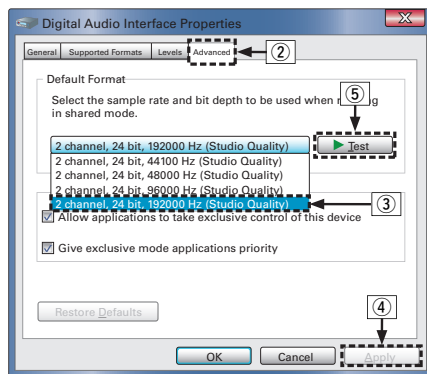 Digital Audio Interface Properties
General Supported Formats Levels Advanced
②
Default Format
Select the sample rate and bit depth to be used when r g
in shared mode.
⑤
2 channel, 24 bit, 192000 Hz (Studio Quality)
Test
2 channel, 24 bit, 44100 Hz (Studio Quality)
2 channel, 24 bit, 48000 Hz (Studio Quality)
2 channel, 24 bit, 96000 Hz (Studio Quality)
2 channel, 24 bit, 192000 Hz (Studio Quality)
③
Allow applications to take exclusive control of this device
Give exclusive mode applications priority
Restore Defaults
④
OK Cancel Apply